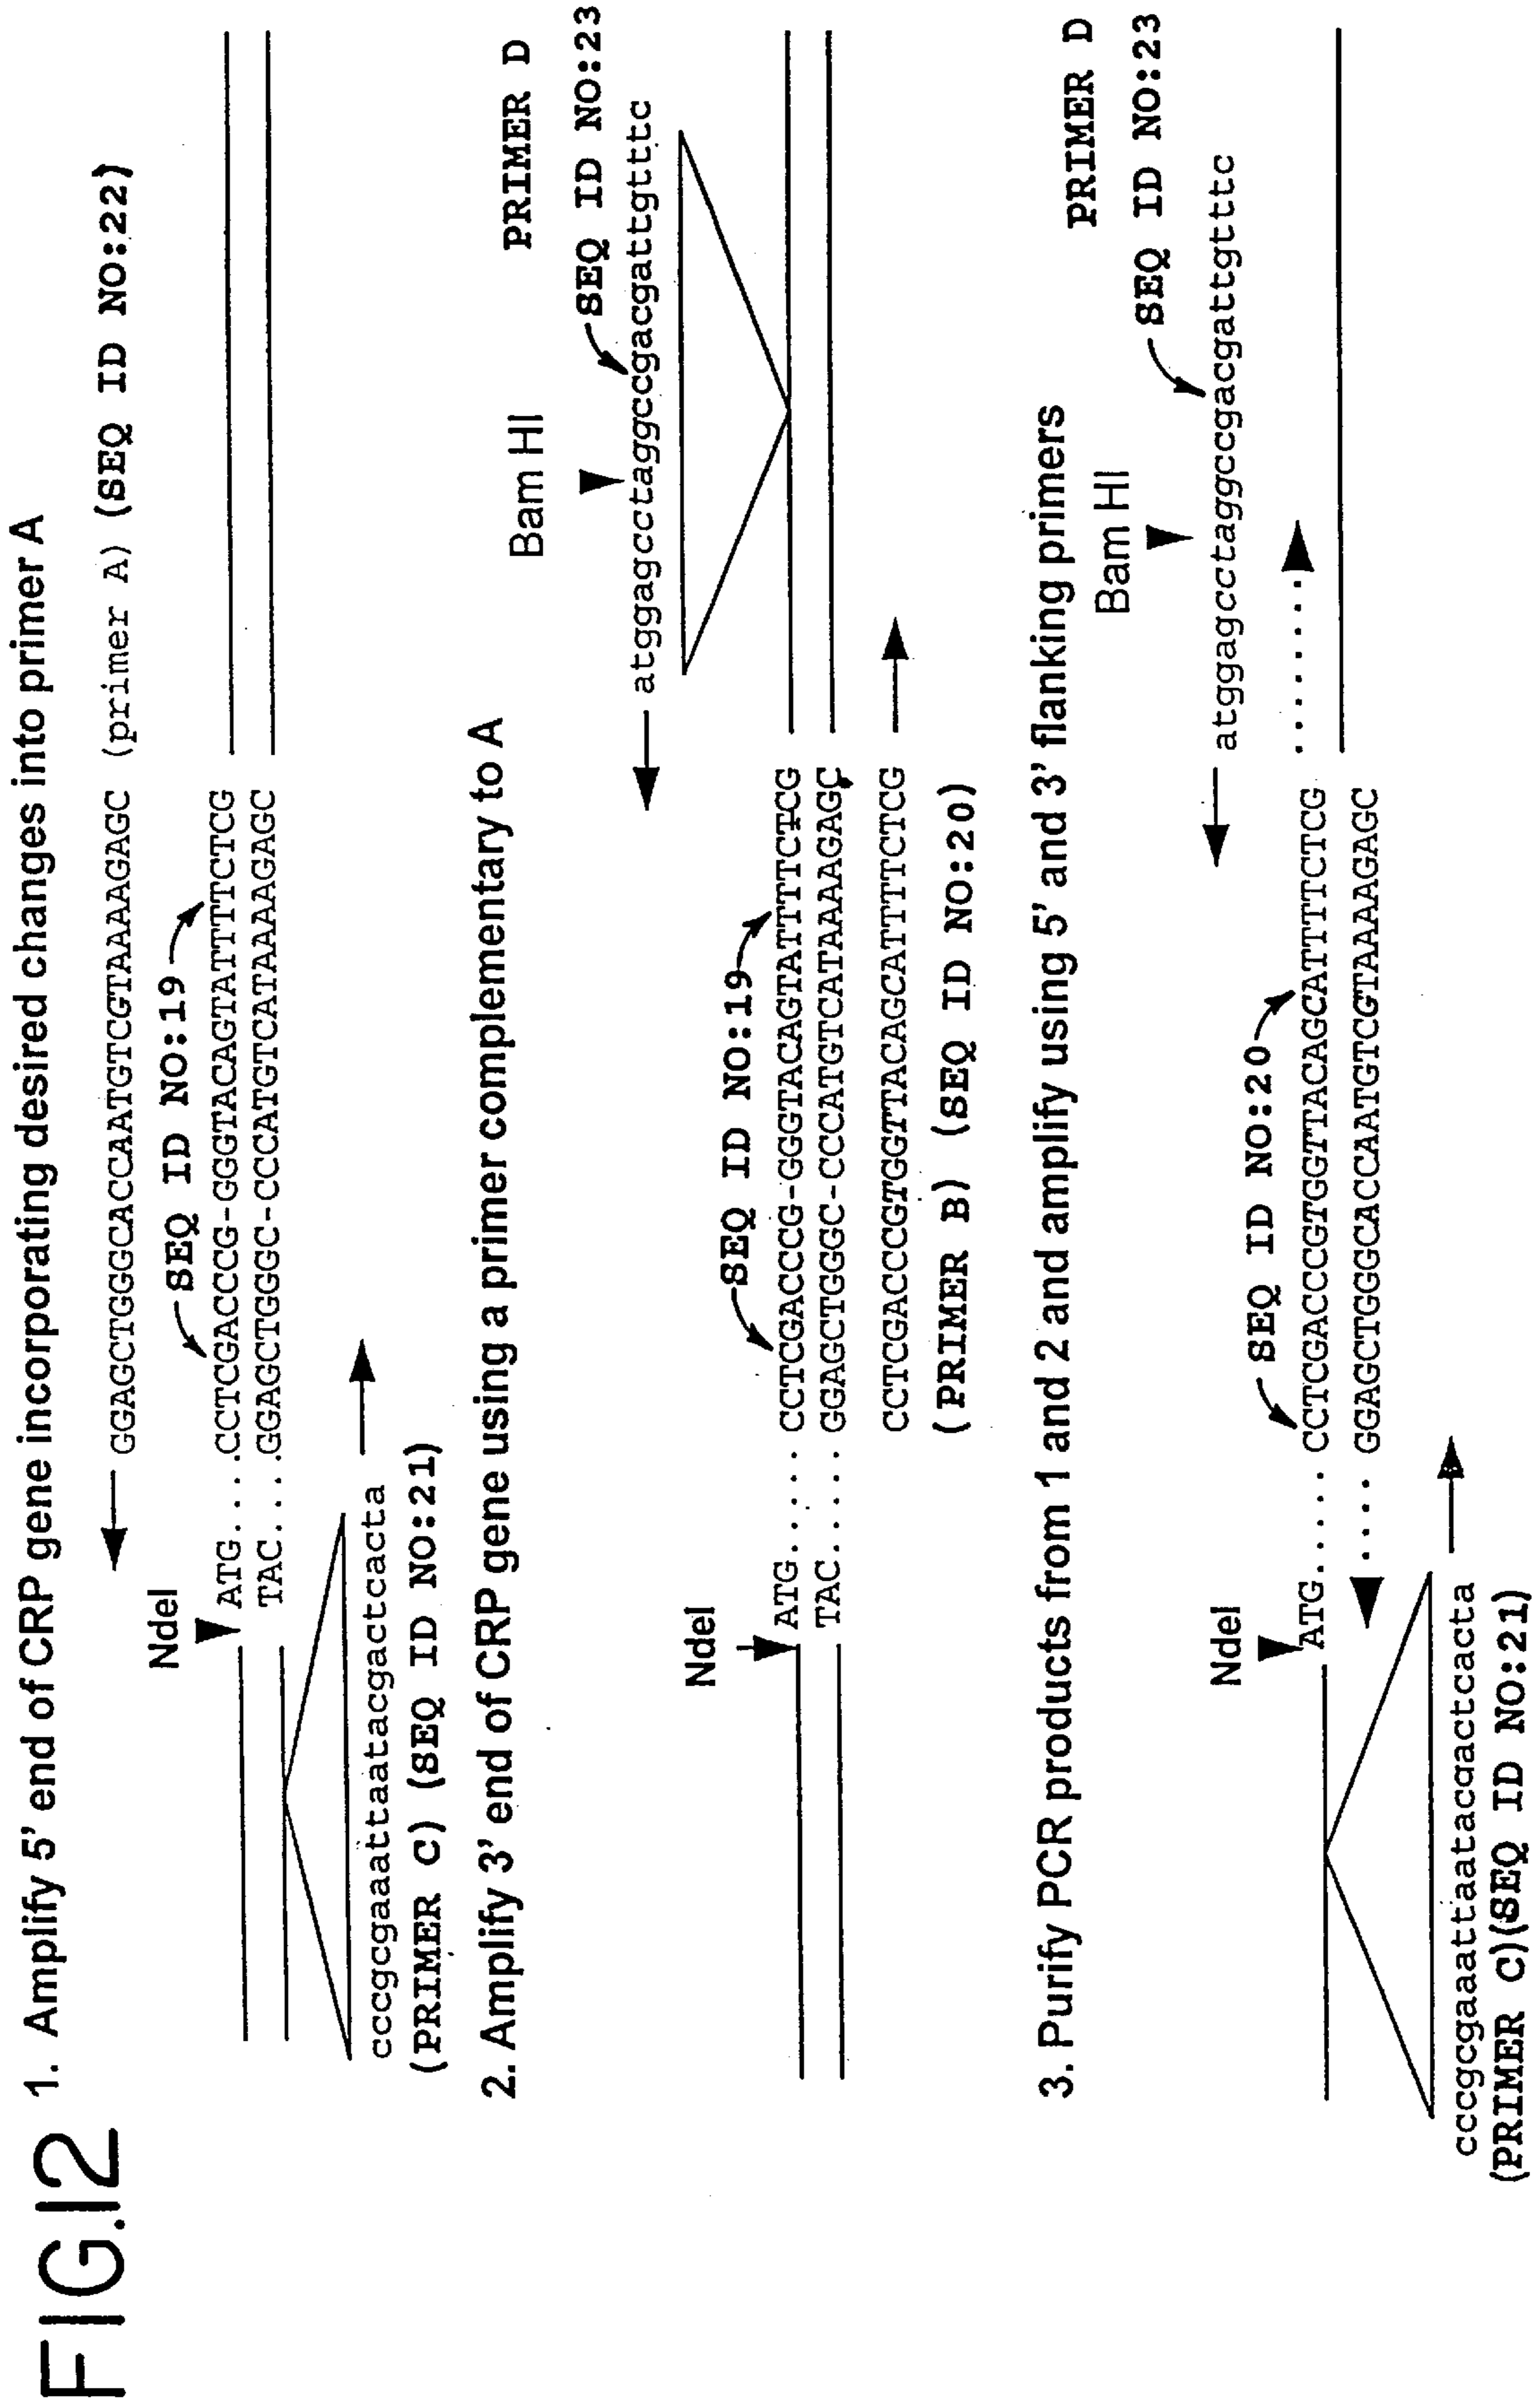 FIG.12
1. Amplify 5' end of CRP gene incorporating desired changes into primer A
GGAGCTGGGCACCAATGTCGTAAAAGAGC (primer A) (SEQ ID NO:22)
SEQ ID NO:19
NdeI
ATG....CCTCGACCCG-GGGTACAGTATTTTCTCG
TAC....GGAGCTGGGC-CCCATGTCATAAAAGAGC
cccgcgaaattaatacgactcacta
(PRIMER C) (SEQ ID NO:21)
2. Amplify 3' end of CRP gene using a primer complementary to A
PRIMER D
Bam HI
SEQ ID NO:23
atggagcctaggccgacgattgtttc
SEQ ID NO:19
NdeI
ATG..... CCTCGACCCG-GGGTACAGTATTTTCTCG
TAC..... GGAGCTGGGC-CCCATGTCATAAAAGAGC
CCTCGACCCGTGGTTACAGCATTTTCTCG
(PRIMER B) (SEQ ID NO:20)
3. Purify PCR products from 1 and 2 and amplify using 5' and 3' flanking primers
PRIMER D
Bam HI
SEQ ID NO:23
atggagcctaggccgacgattgtttc
SEQ ID NO:20
NdeI
ATG..... CCTCGACCCGTGGTTACAGCATTTTCTCG ........
.... GGAGCTGGGCACCAATGTCGTAAAAGAGC
cccgcgaaattaatacgactcacta
(PRIMER C)(SEQ ID NO:21)